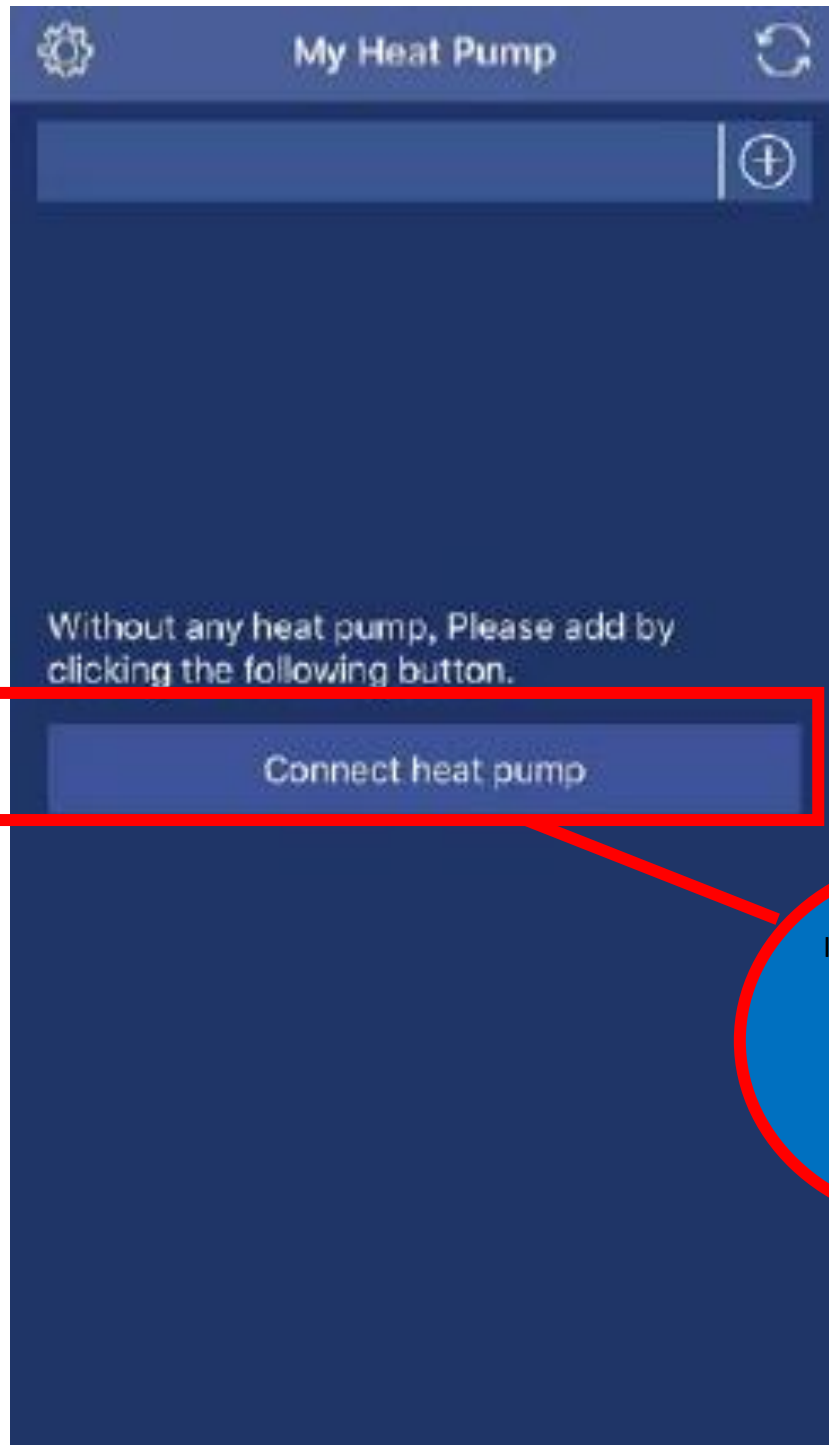 My Heat Pump
Without any heat pump, Please add by
clicking the following button.
Connect heat pump